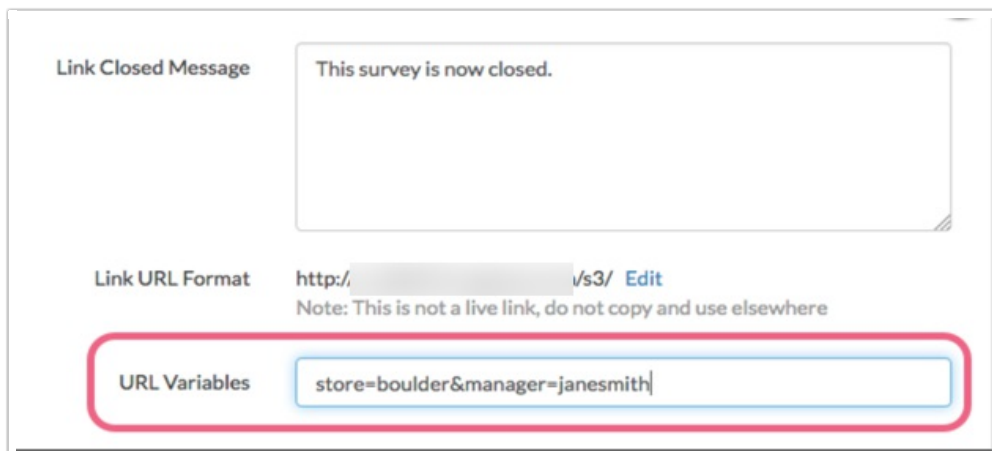 Link Closed Message
This survey is now closed.
Link URL Format
http:/ /s3/ Edit
Note: This is not a live link, do not copy and use elsewhere
URL Variables
store=boulder&manager=janesmith